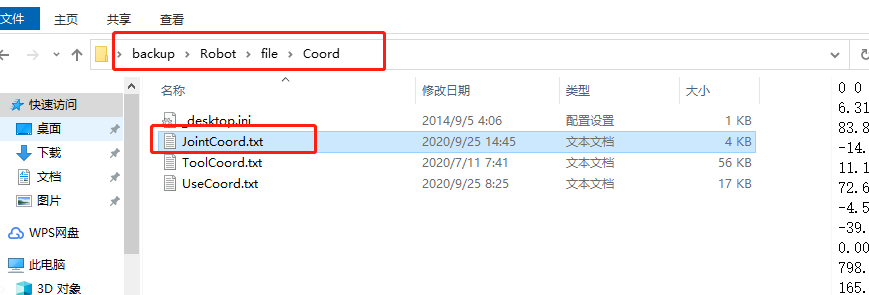 文件 主页 共享 查看
backup Robot file Coord
名称 修改日期 类型 大小
快速访问
_desktop.ini 2014/9/5 4:06 配置设置 1 KB
桌面
JointCoord.txt 2020/9/25 14:45 文本文档 4 KB
下载
ToolCoord.txt 2020/7/11 7:41 文本文档 56 KB
文档
UseCoord.txt 2020/9/25 8:25 文本文档 17 KB
图片
WPS网盘
此电脑
3D 对象
0 0
6.31
83.8
-14.
11.1
72.6
-4.5
-39.
0.00
798.
165.